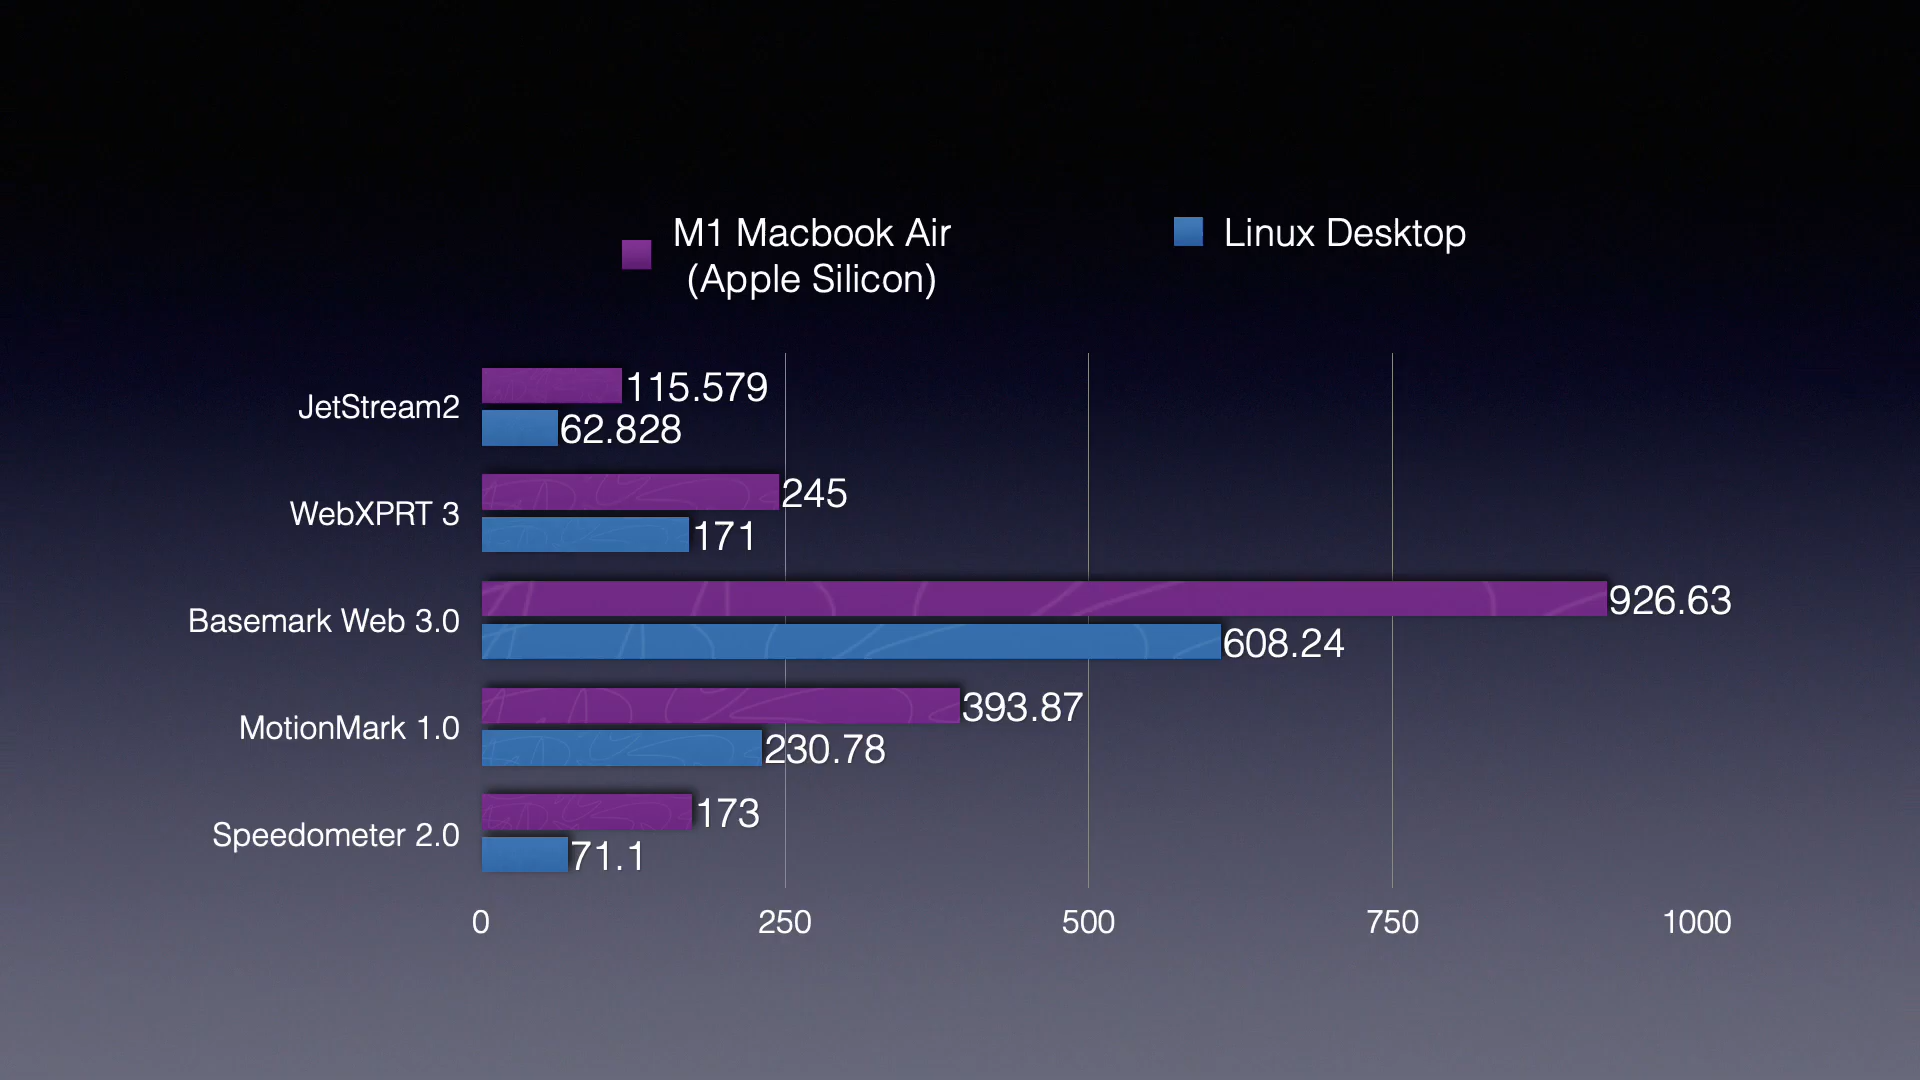 M1 Macbook Air
(Apple Silicon)
Linux Desktop
JetStream2
115.579
62.828
WebXPRT 3
245
171
Basemark Web 3.0
926.63
608.24
MotionMark 1.0
393.87
230.78
Speedometer 2.0
173
71.1
0 250 500 750 1000